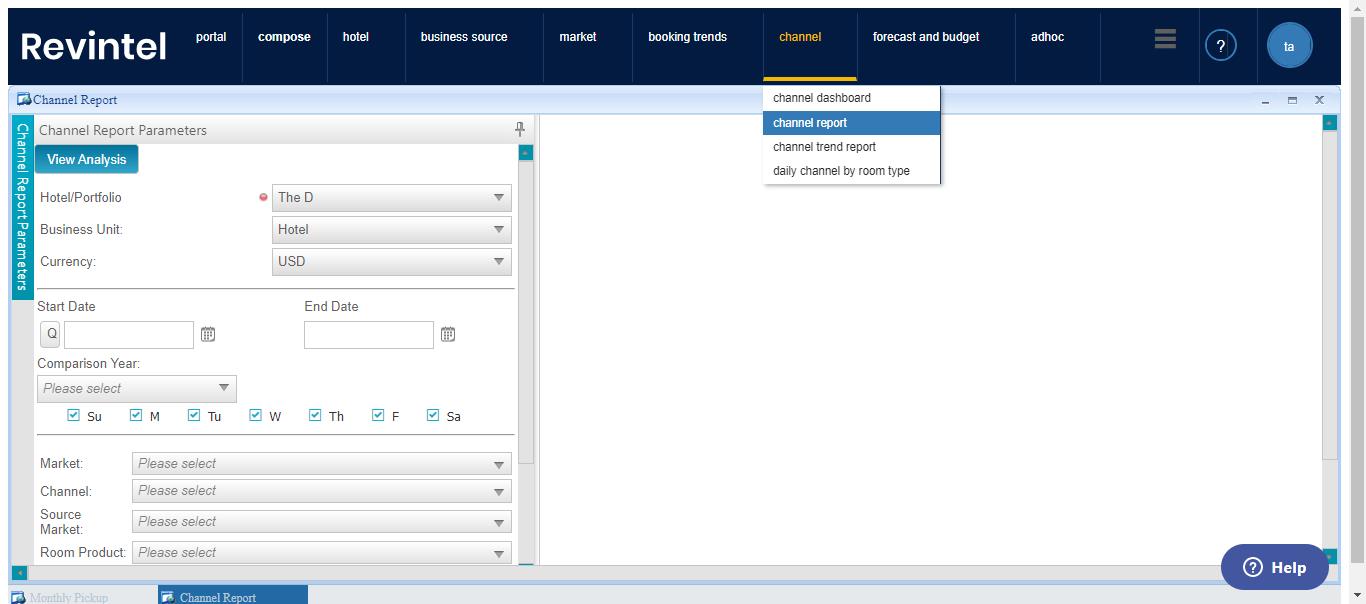 Revintel
portal
compose
hotel
business source
market
booking trends
channel
forecast and budget
adhoc
?
ta
Channel Report
channel dashboard
channel report
channel trend report
daily channel by room type
Channel Report Parameters
Channel Report Parameters
View Analysis
Hotel/Portfolio
The D
Business Unit:
Hotel
Currency:
USD
Start Date
End Date
Q
Comparison Year:
Please select
Su
M
Tu
W
Th
F
Sa
Market:
Please select
Channel:
Please select
Source
Market:
Please select
Room Product:
Please select
? Help
Monthly Pickup
Channel Report